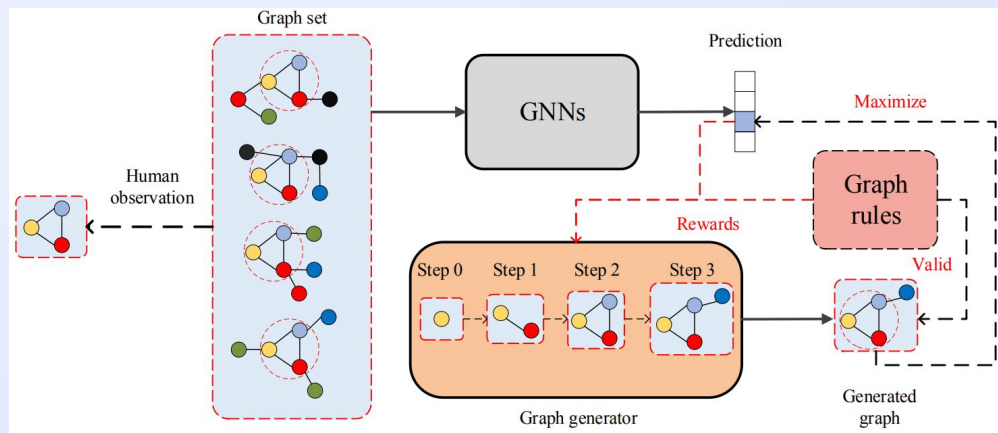 Graph set
Prediction
GNNs
Maximize
Human
observation
Graph
rules
Rewards
Valid
Step 0
Step 1
Step 2
Step 3
Graph generator
Generated
graph